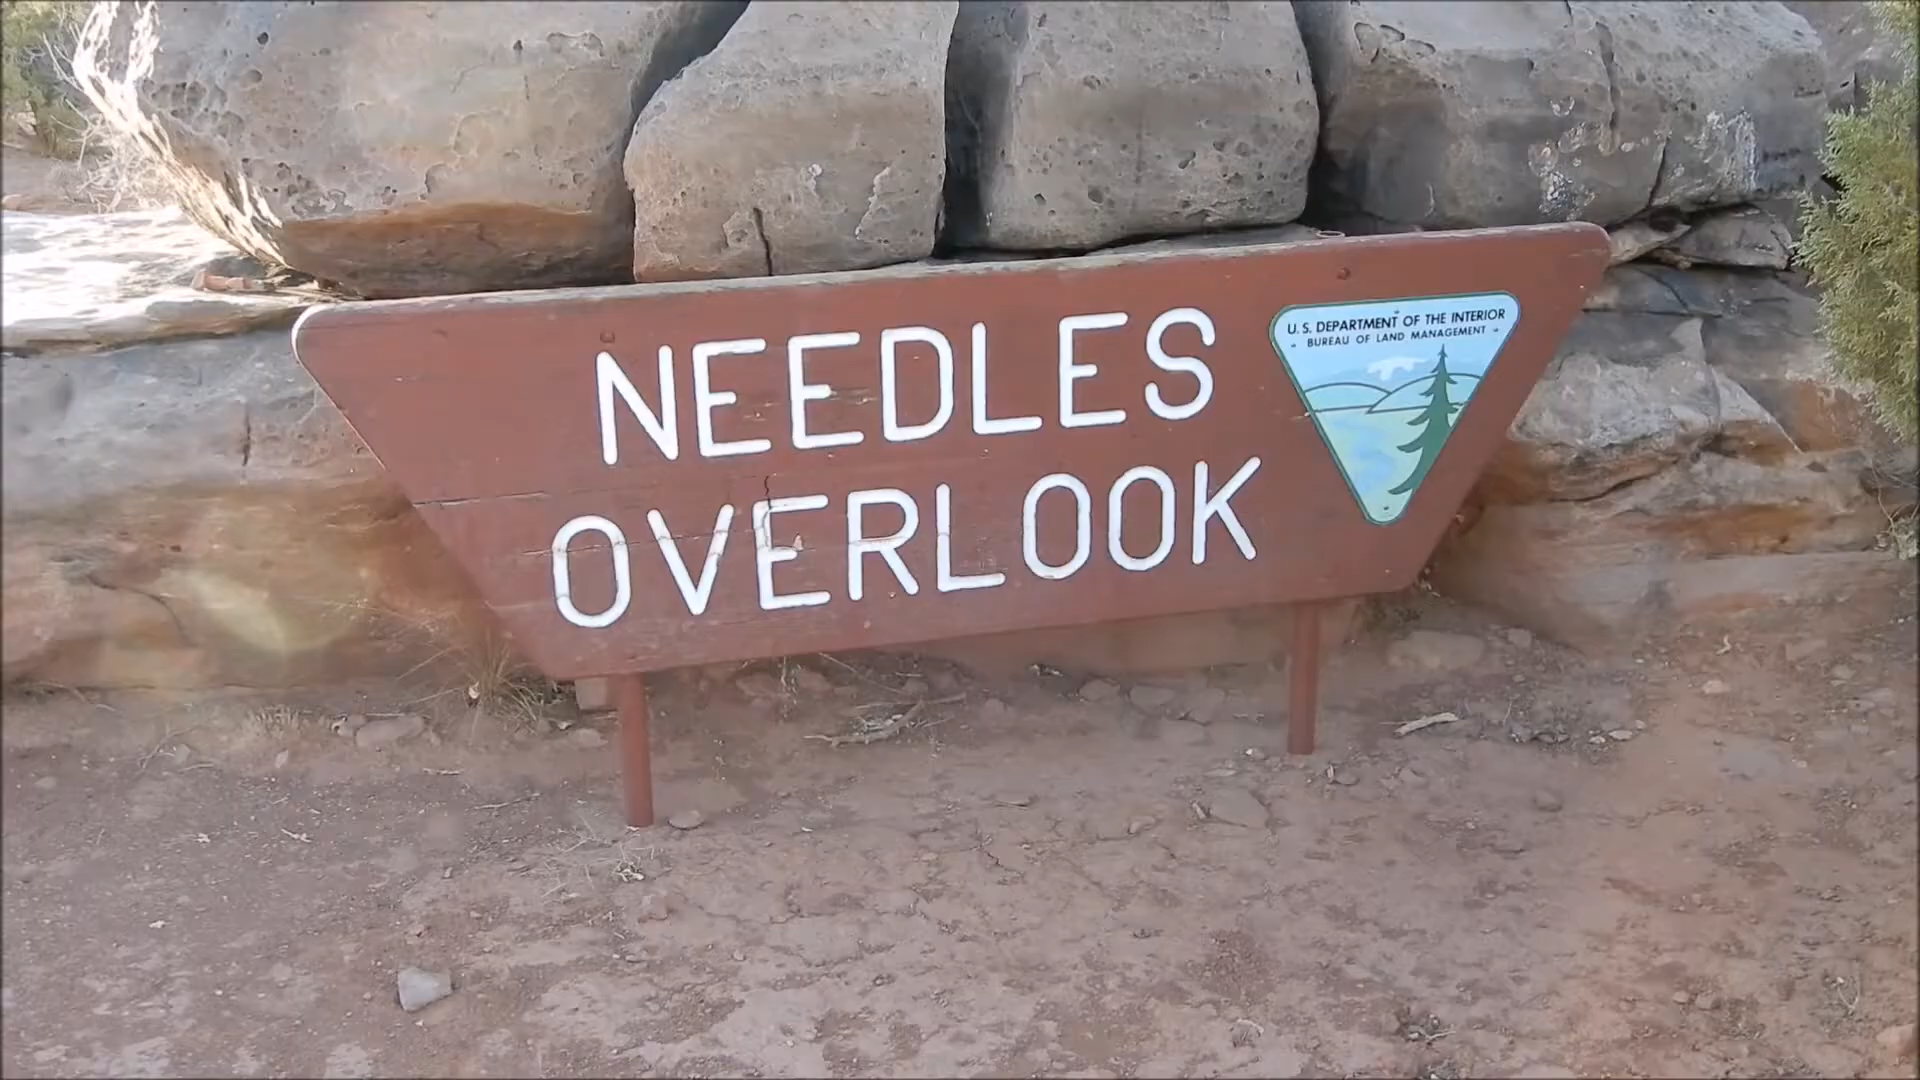 NEEDLES
OVERLOOK
U.S. DEPARTMENT OF THE INTERIOR
BUREAU OF LAND MANAGEMENT